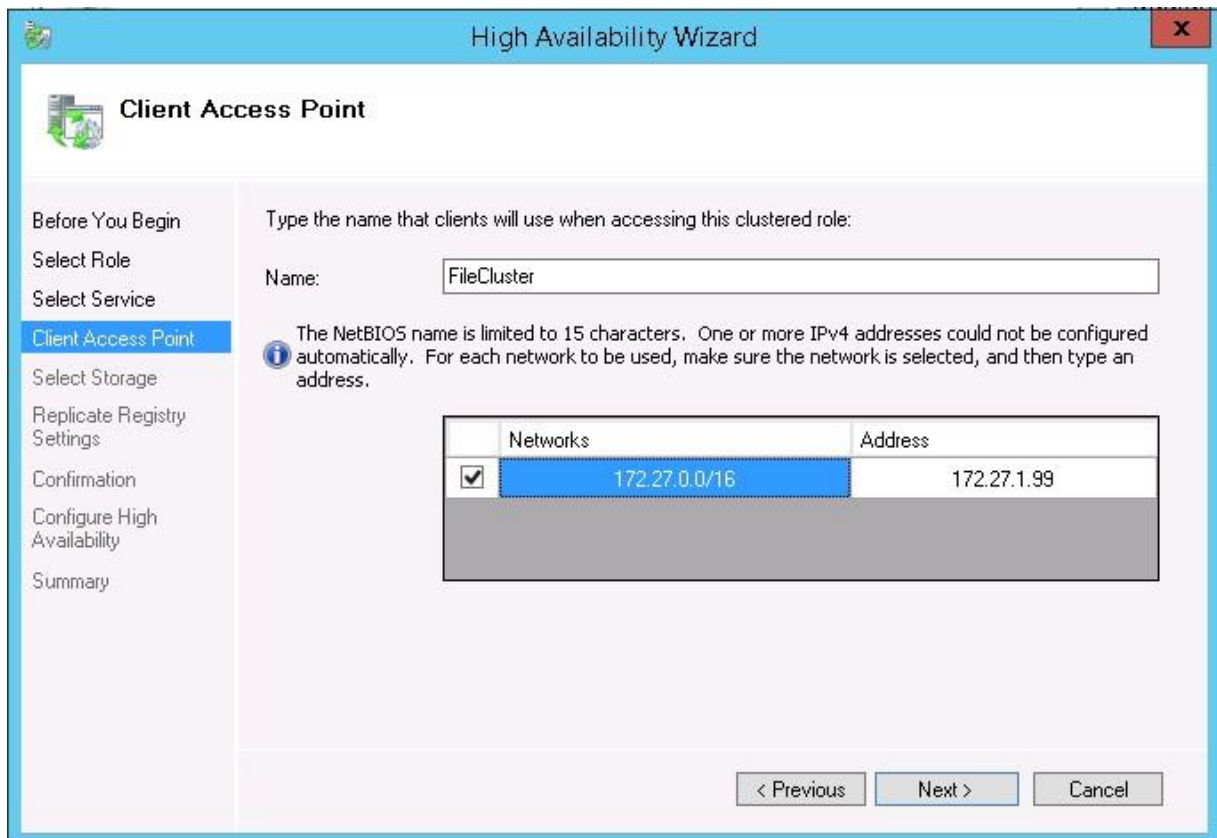 High Availability Wizard
x
Client Access Point
Before You Begin
Select Role
Select Service
Client Access Point
Select Storage
Replicate Registry
Settings
Confirmation
Configure High
Availability
Summary
Type the name that clients will use when accessing this clustered role:
Name:
FileCluster
The NetBIOS name is limited to 15 characters. One or more IPv4 addresses could not be configured
automatically. For each network to be used, make sure the network is selected, and then type an
address.
Networks Address
172.27.0.0/16 172.27.1.99
< Previous Next > Cancel